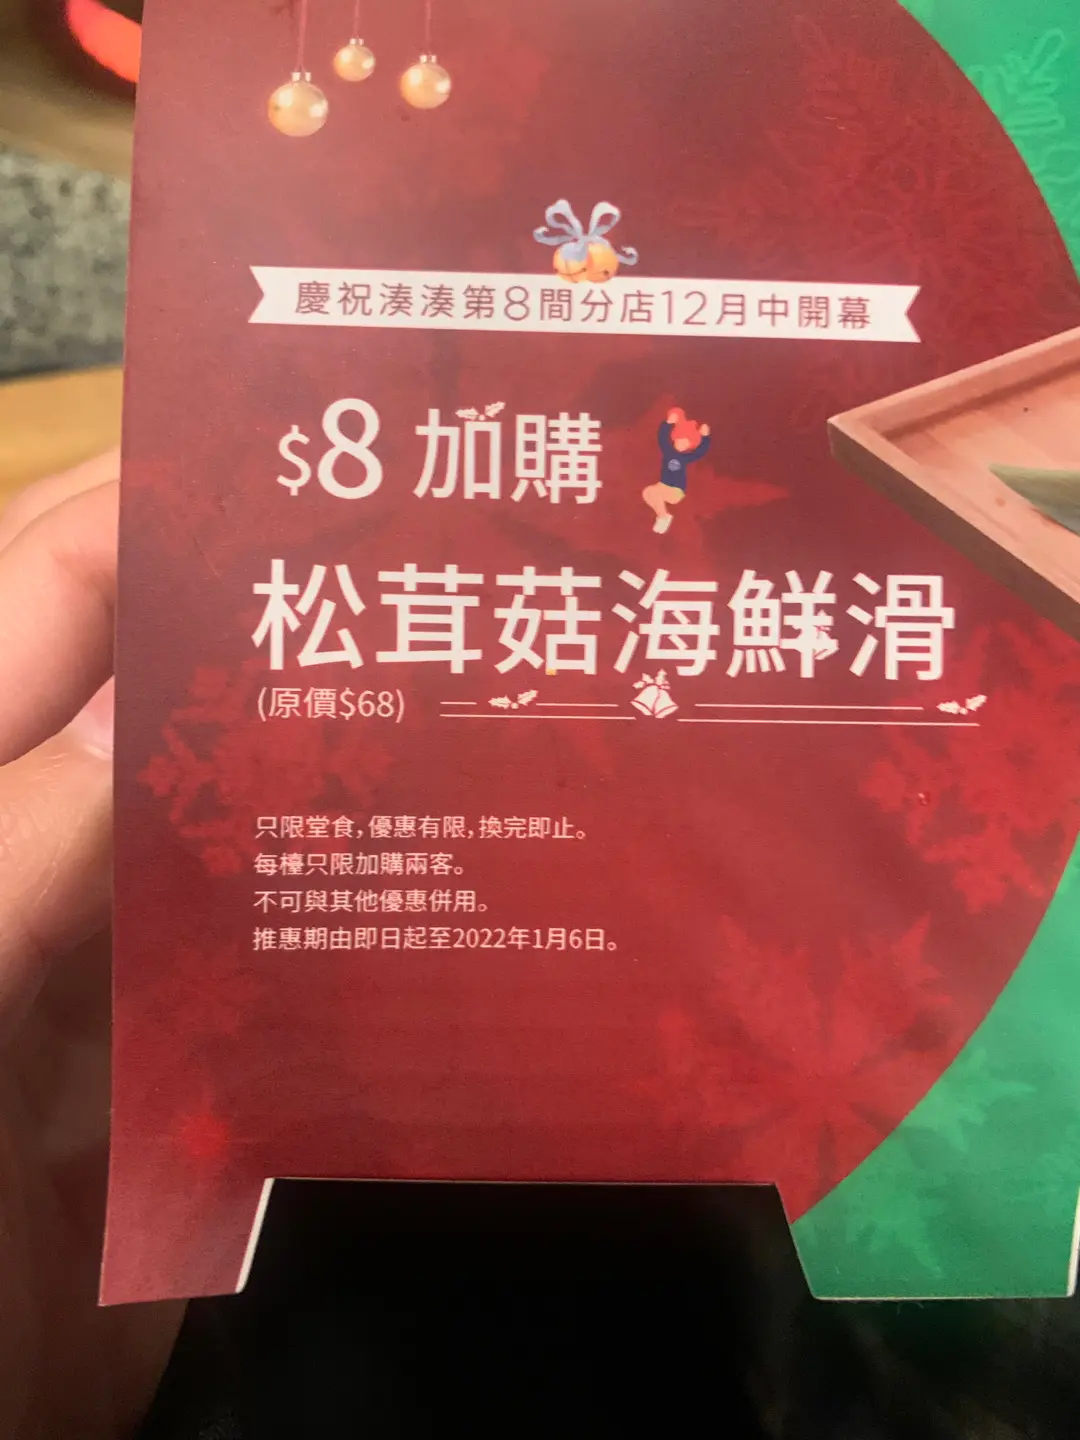 慶祝湊湊第8間分店12月中開幕
$8 加購
松茸菇海鮮滑
(原價$68)
只限堂食，優惠有限，換完即止。
每檯只限加購兩客。
不可與其他優惠併用。
推惠期由即日起至2022年1月6日。